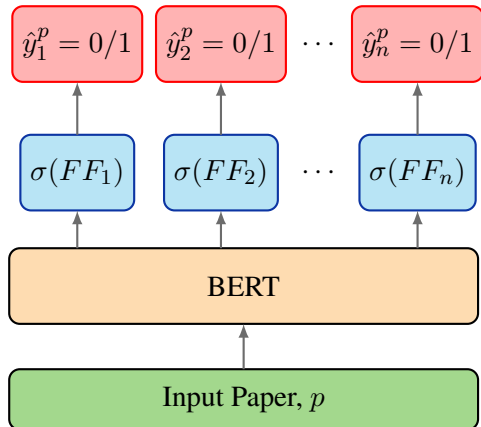 ŷ₁ᵖ = 0/1 ŷ₂ᵖ = 0/1 ⋯ ŷₙᵖ = 0/1
σ(FF₁) σ(FF₂) ⋯ σ(FFₙ)
BERT
Input Paper, p